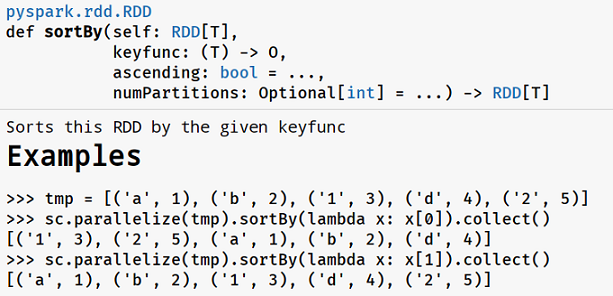 pyspark.rdd.RDD
def sortBy(self: RDD[T],
keyfunc: (T) -> O,
ascending: bool = ...,
numPartitions: Optional[int] = ...) -> RDD[T]
Sorts this RDD by the given keyfunc
Examples
>>> tmp = [('a', 1), ('b', 2), ('1', 3), ('d', 4), ('2', 5)]
>>> sc.parallelize(tmp).sortBy(lambda x: x[0]).collect()
[('1', 3), ('2', 5), ('a', 1), ('b', 2), ('d', 4)]
>>> sc.parallelize(tmp).sortBy(lambda x: x[1]).collect()
[('a', 1), ('b', 2), ('1', 3), ('d', 4), ('2', 5)]